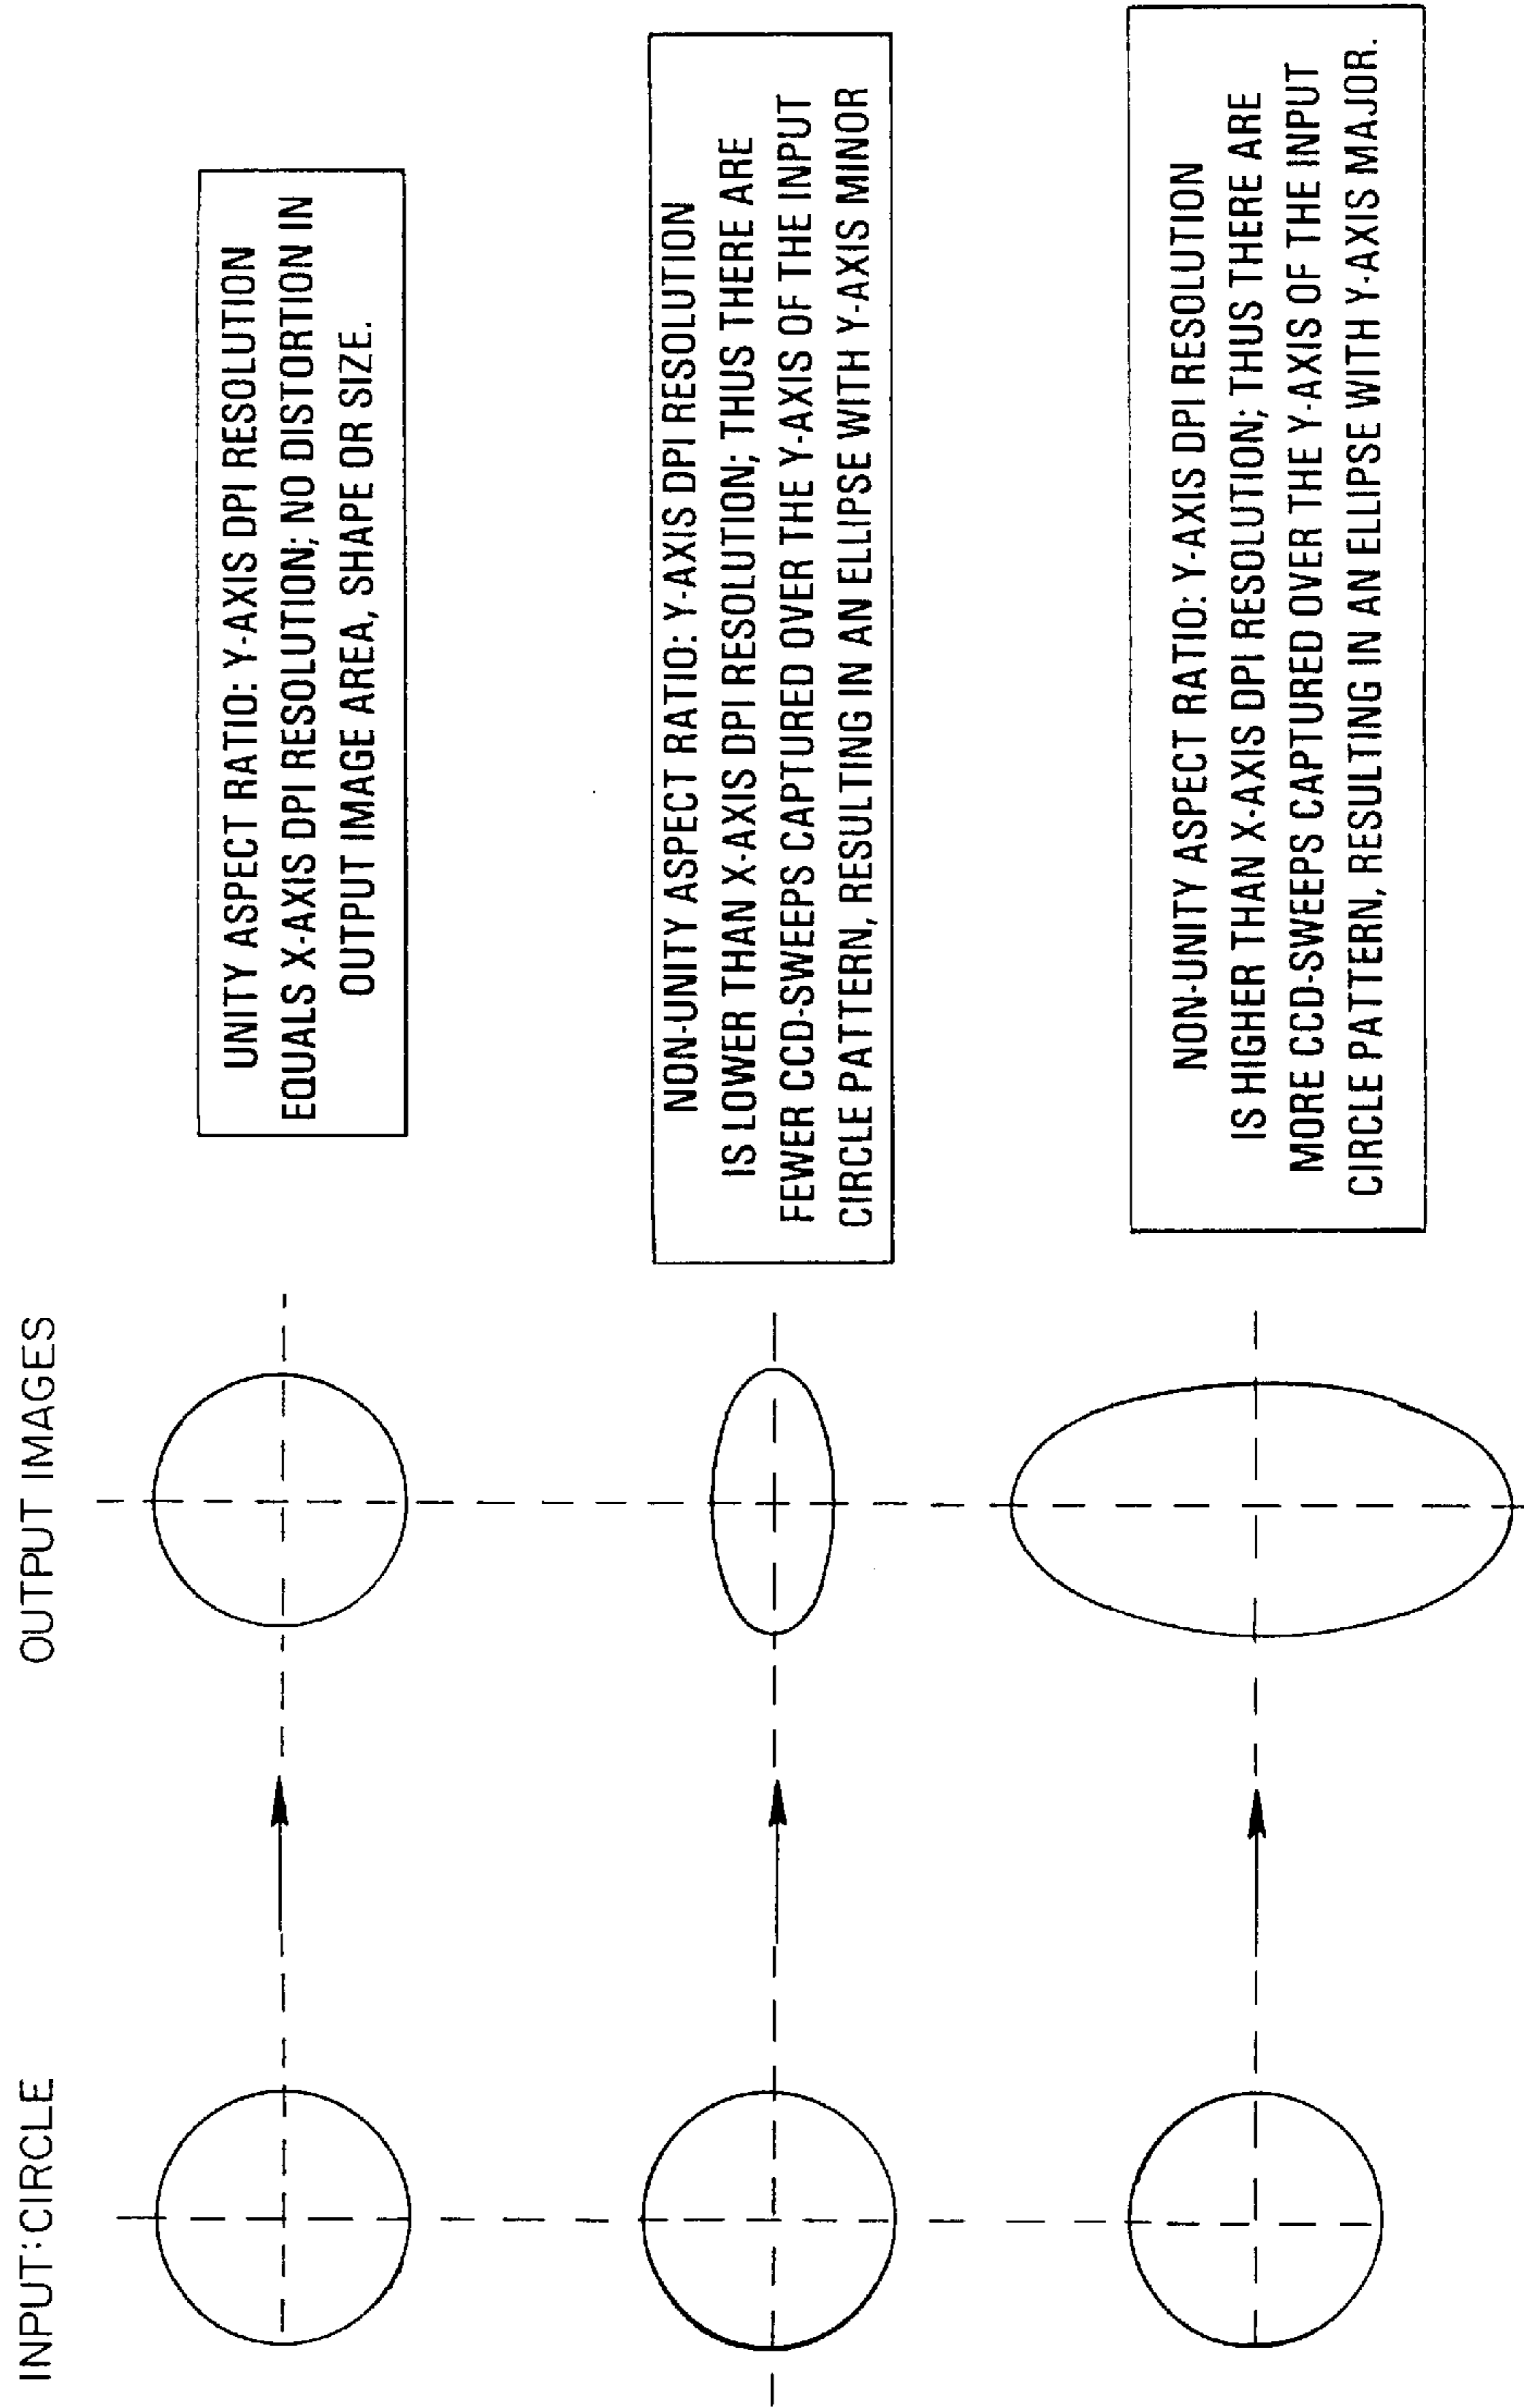 INPUT:CIRCLE
OUTPUT IMAGES
UNITY ASPECT RATIO: Y-AXIS DPI RESOLUTION
EQUALS X-AXIS DPI RESOLUTION; NO DISTORTION IN
OUTPUT IMAGE AREA, SHAPE OR SIZE.
NON-UNITY ASPECT RATIO: Y-AXIS DPI RESOLUTION
IS LOWER THAN X-AXIS DPI RESOLUTION; THUS THERE ARE
FEWER CCD-SWEEPS CAPTURED OVER THE Y-AXIS OF THE INPUT
CIRCLE PATTERN, RESULTING IN AN ELLIPSE WITH Y-AXIS MINOR
NON-UNITY ASPECT RATIO: Y-AXIS DPI RESOLUTION
IS HIGHER THAN X-AXIS DPI RESOLUTION; THUS THERE ARE
MORE CCD-SWEEPS CAPTURED OVER THE Y-AXIS OF THE INPUT
CIRCLE PATTERN, RESULTING IN AN ELLIPSE WITH Y-AXIS MAJOR.